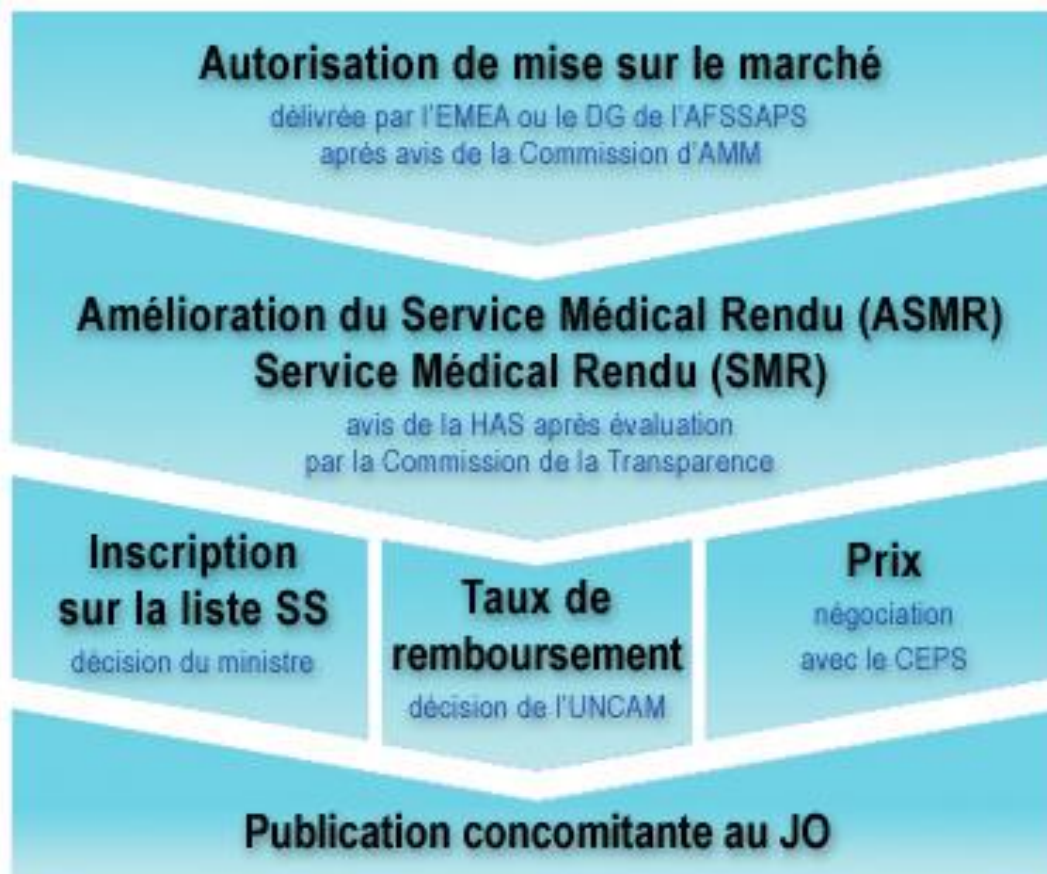 Autorisation de mise sur le marché
délivrée par l'EMEA ou le DG de l'AFSSAPS
après avis de la Commission d'AMM
Amélioration du Service Médical Rendu (ASMR)
Service Médical Rendu (SMR)
avis de la HAS après évaluation
par la Commission de la Transparence
Inscription
sur la liste SS
décision du ministre
Taux de
remboursement
décision de l'UNCAM
Prix
négociation
avec le CEPS
Publication concomitante au JO